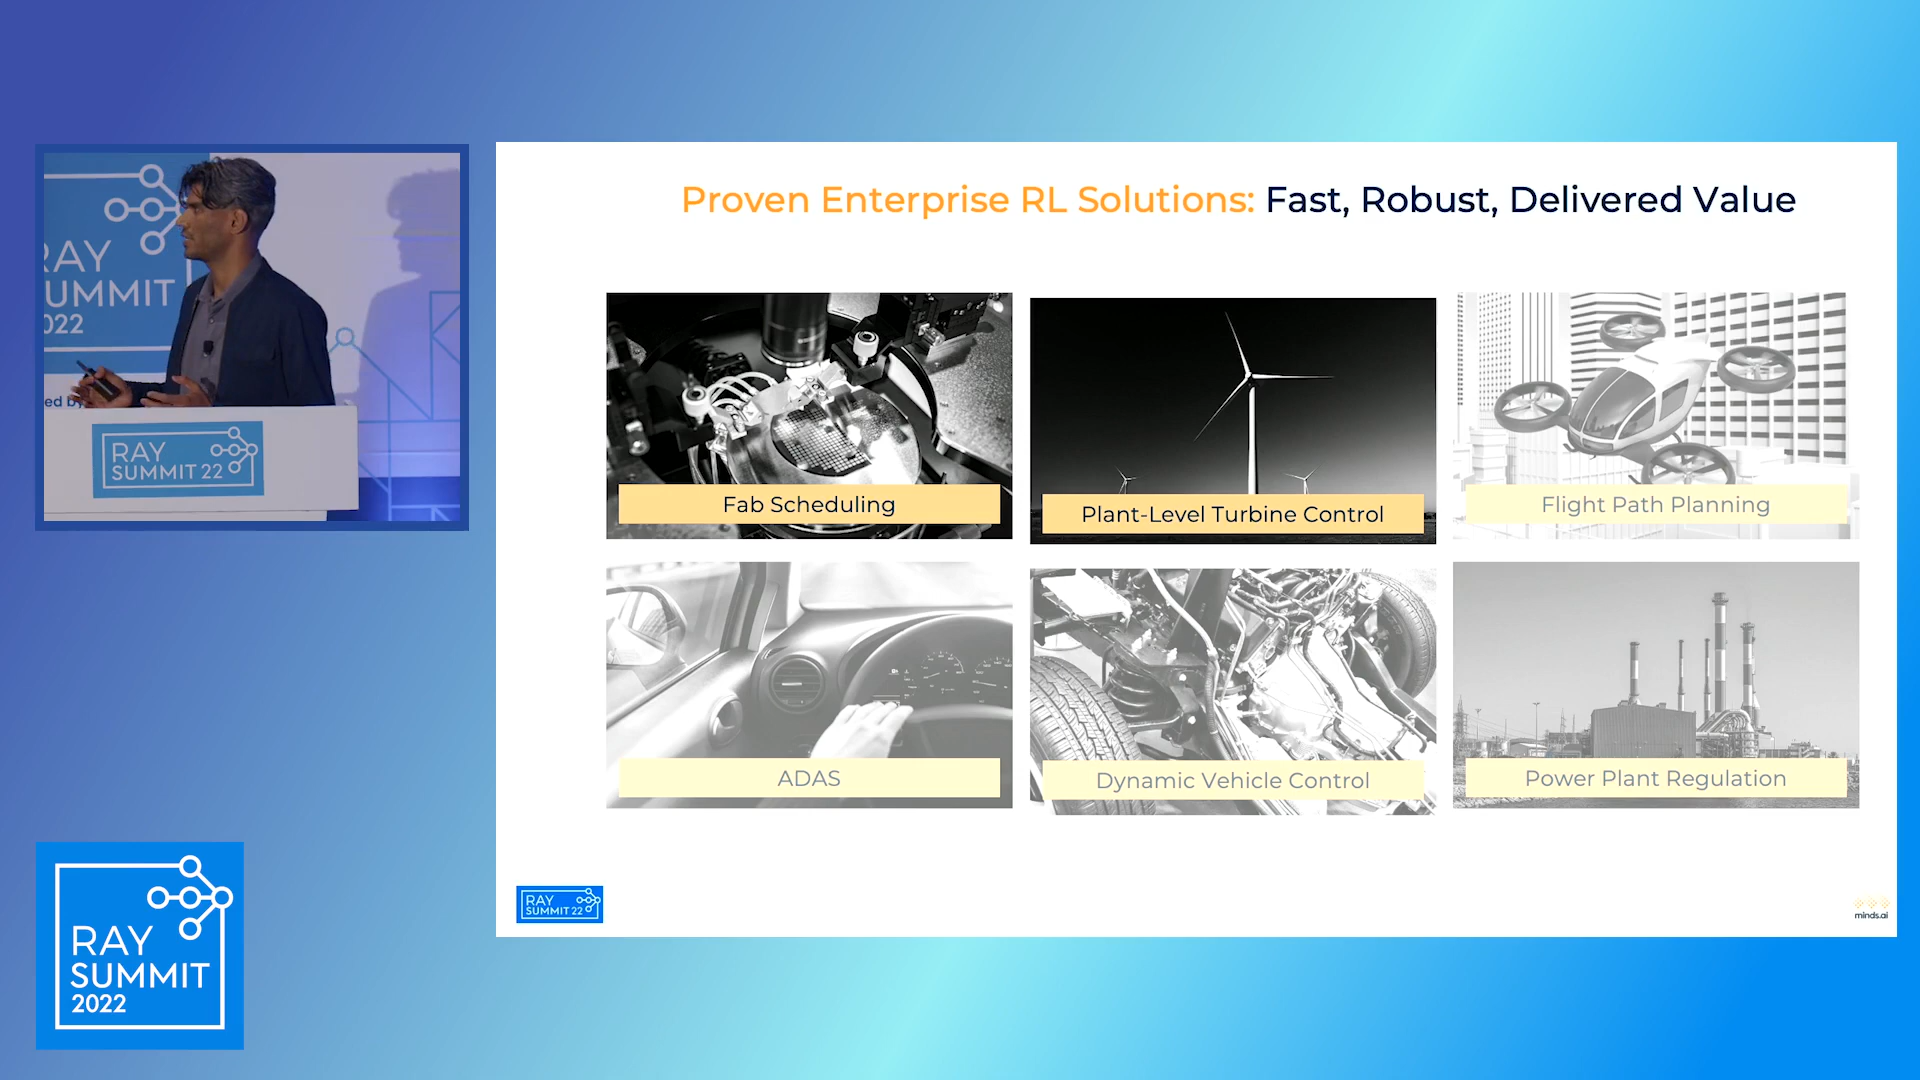 RAY
SUMMIT
2022
ed by
RAY
SUMMIT 22
Proven Enterprise RL Solutions: Fast, Robust, Delivered Value
Fab Scheduling
Plant-Level Turbine Control
Flight Path Planning
ADAS
Dynamic Vehicle Control
Power Plant Regulation
RAY
SUMMIT 22
minds.ai
RAY
SUMMIT
2022